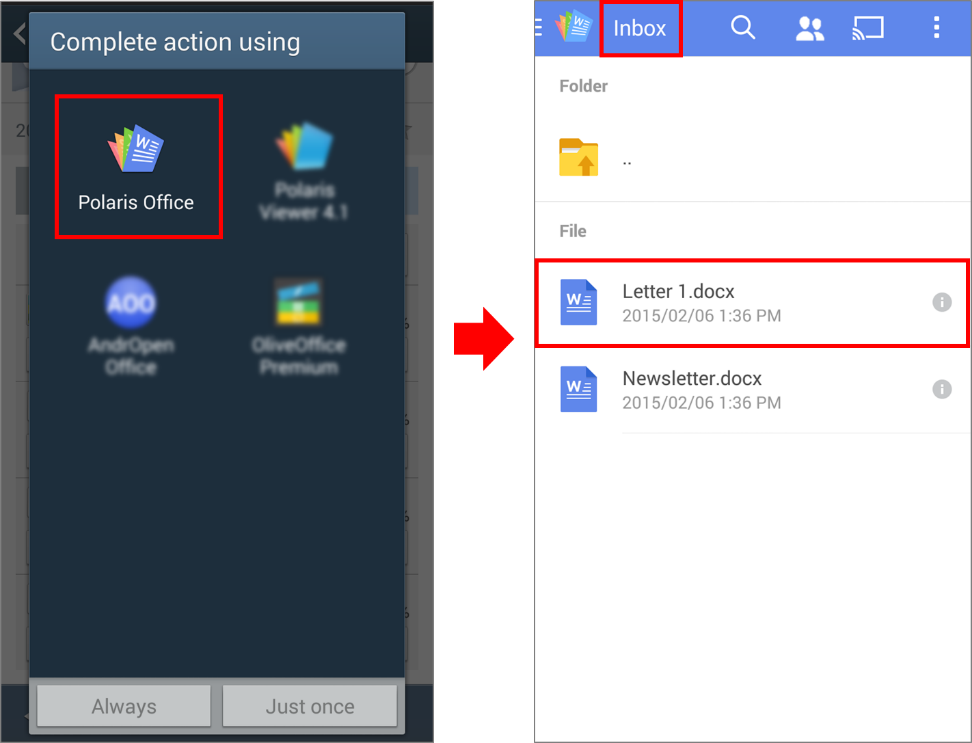 Complete action using
Polaris Office
Polaris
Viewer 4.1
AOO
AndrOpen
Office
OliveOffice
Premium
Always
Just once
Inbox
Folder
..
File
W
Letter 1.docx
2015/02/06 1:36 PM
W
Newsletter.docx
2015/02/06 1:36 PM